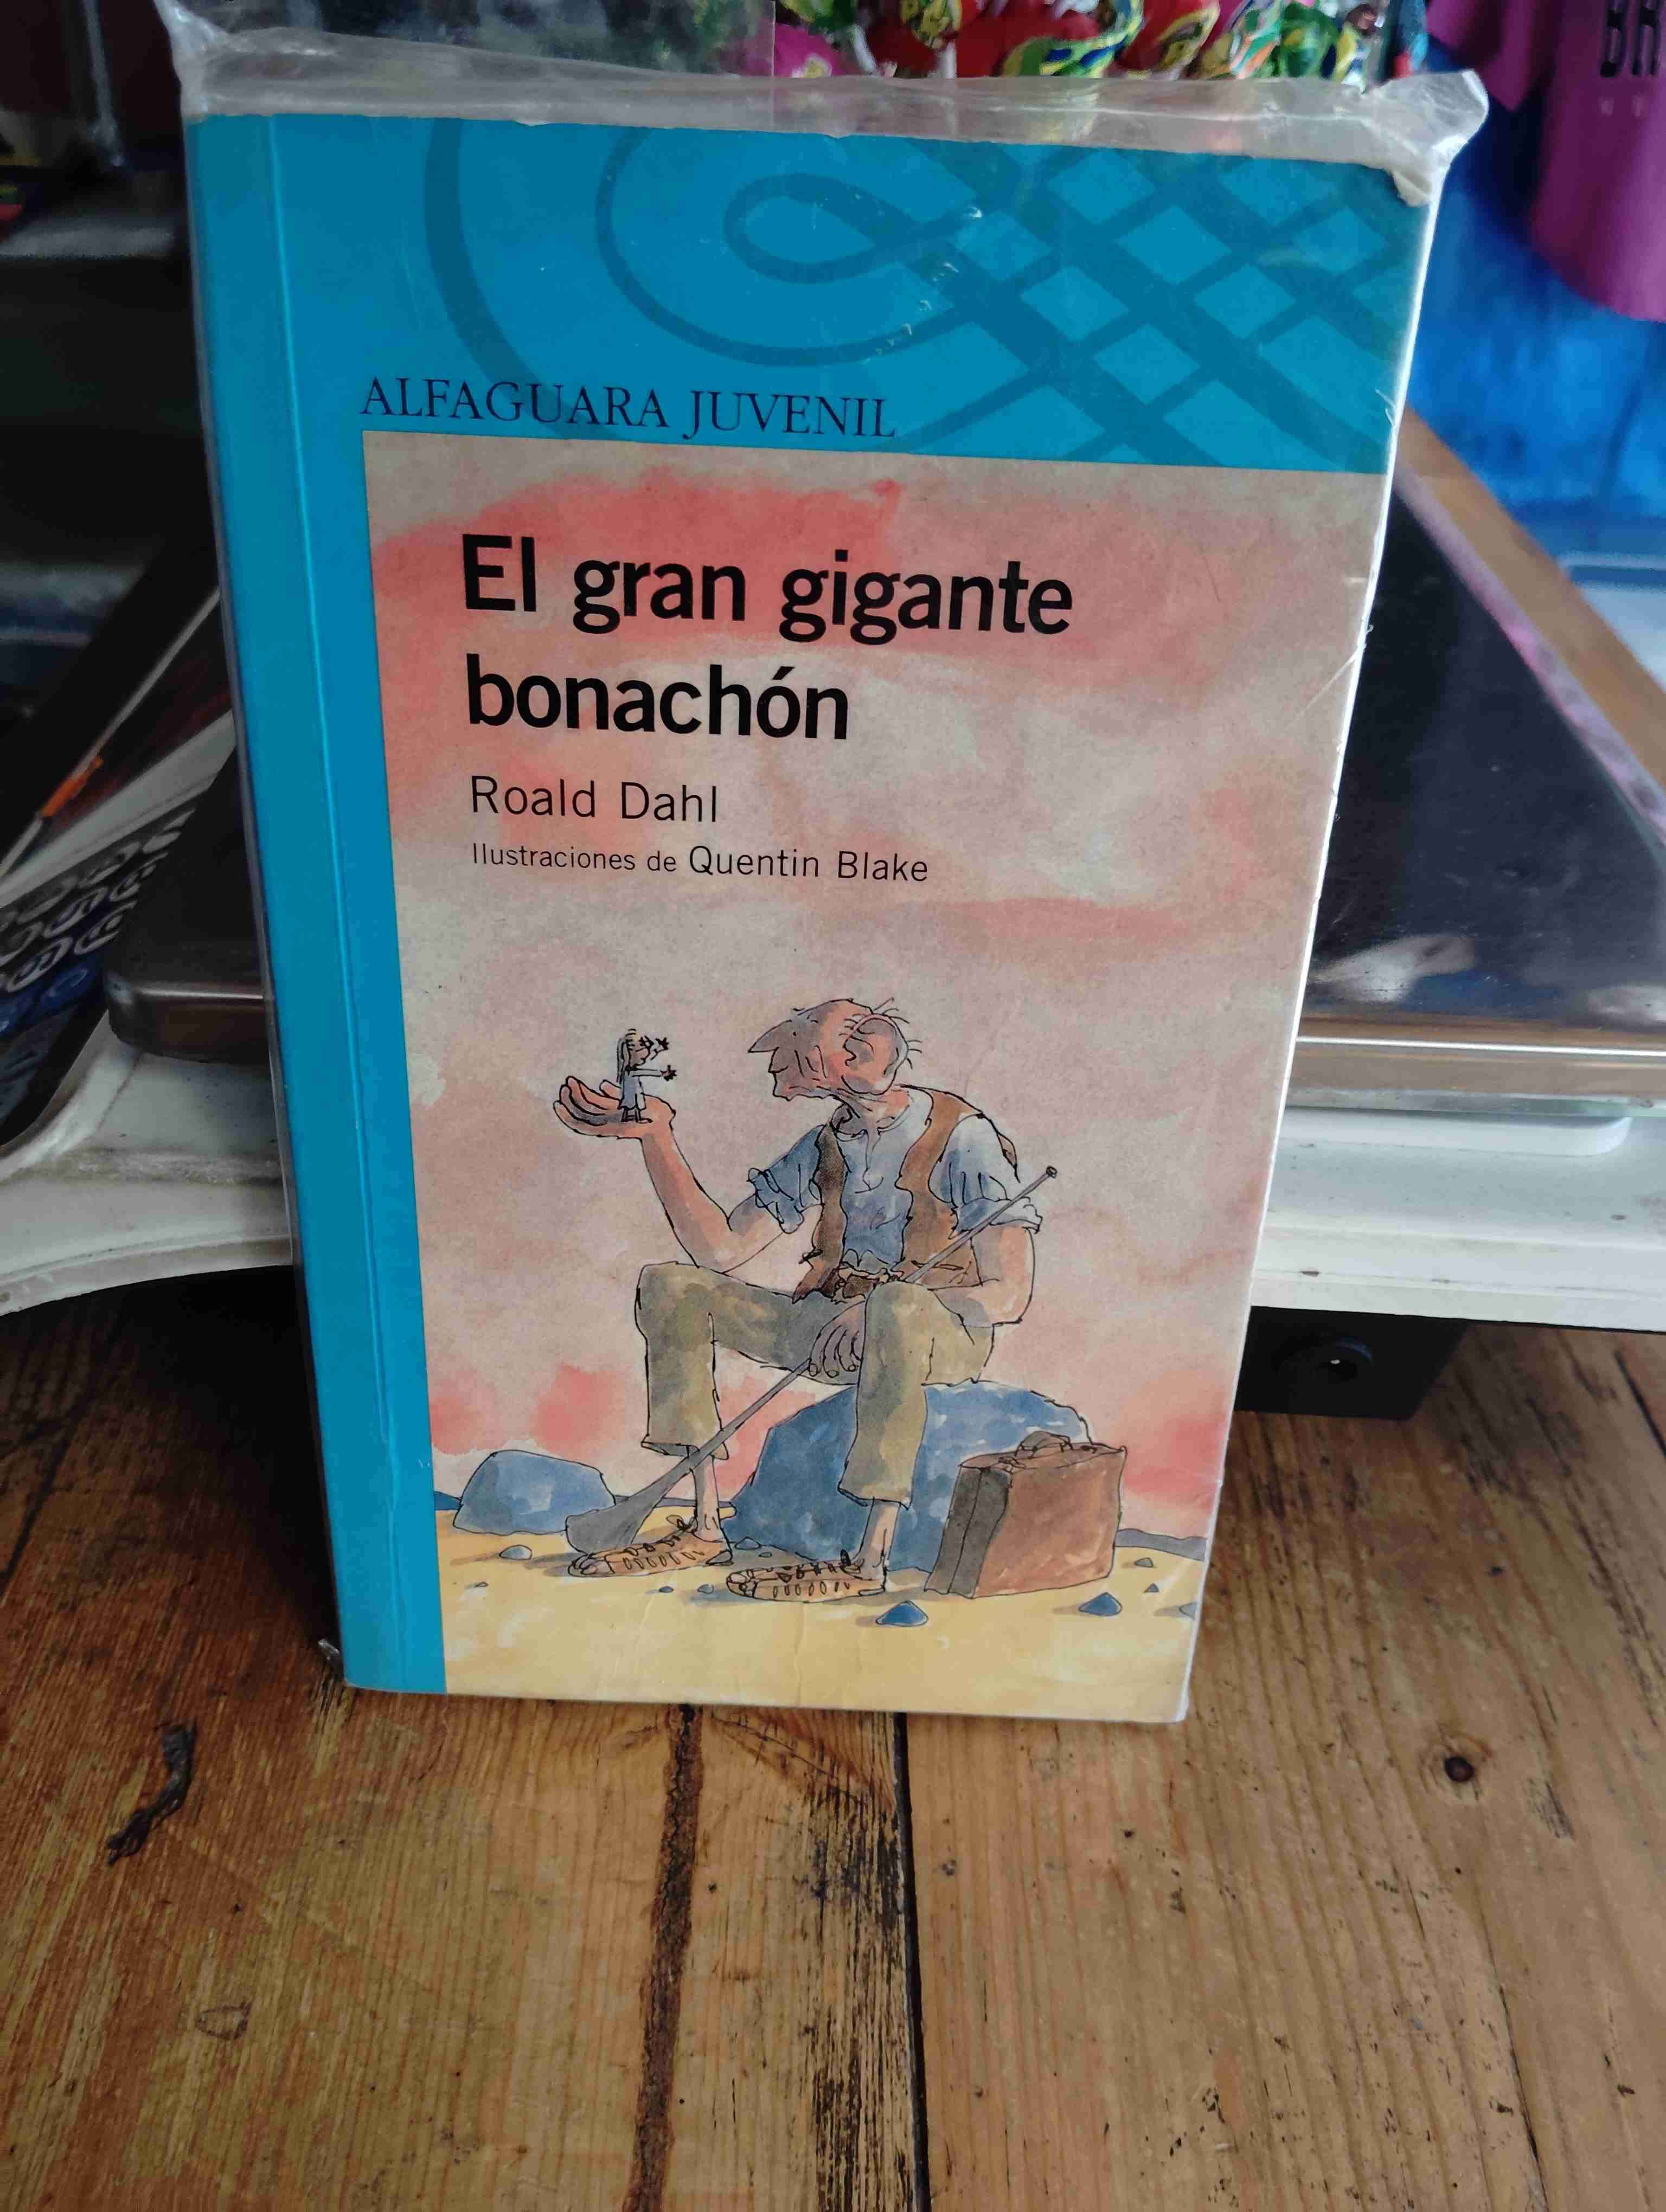 ALFAGUARA JUVENIL
El gran gigante
bonachón
Roald Dahl
Ilustraciones de Quentin Blake